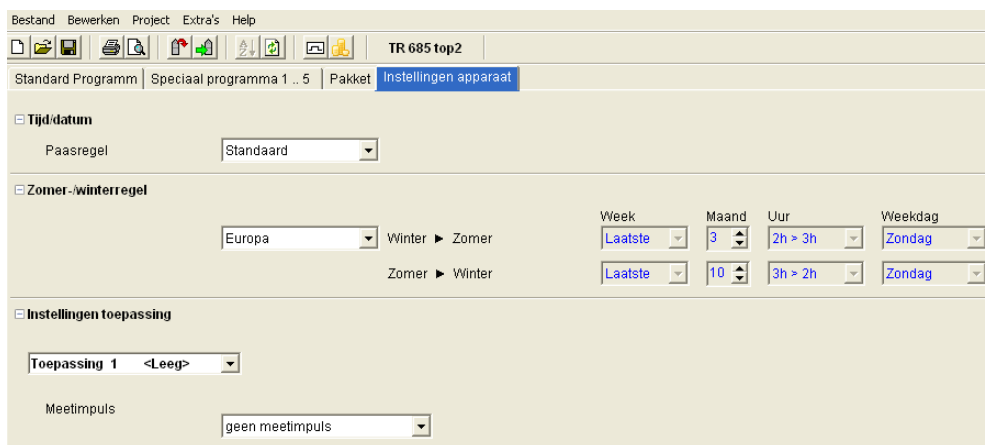 Bestand Bewerken Project Extra's Help
TR 685 top2
Standard Programm Speciaal programma 1 .. 5 Pakket Instellingen apparaat
Tijd/datum
Paasregel Standaard
Zomer-/winterregel
Week Maand Uur Weekdag
Europa Winter ► Zomer Laatste 3 2h > 3h Zondag
Zomer ► Winter Laatste 10 3h > 2h Zondag
Instellingen toepassing
Toepassing 1 <Leeg>
Meetimpuls
geen meetimpuls